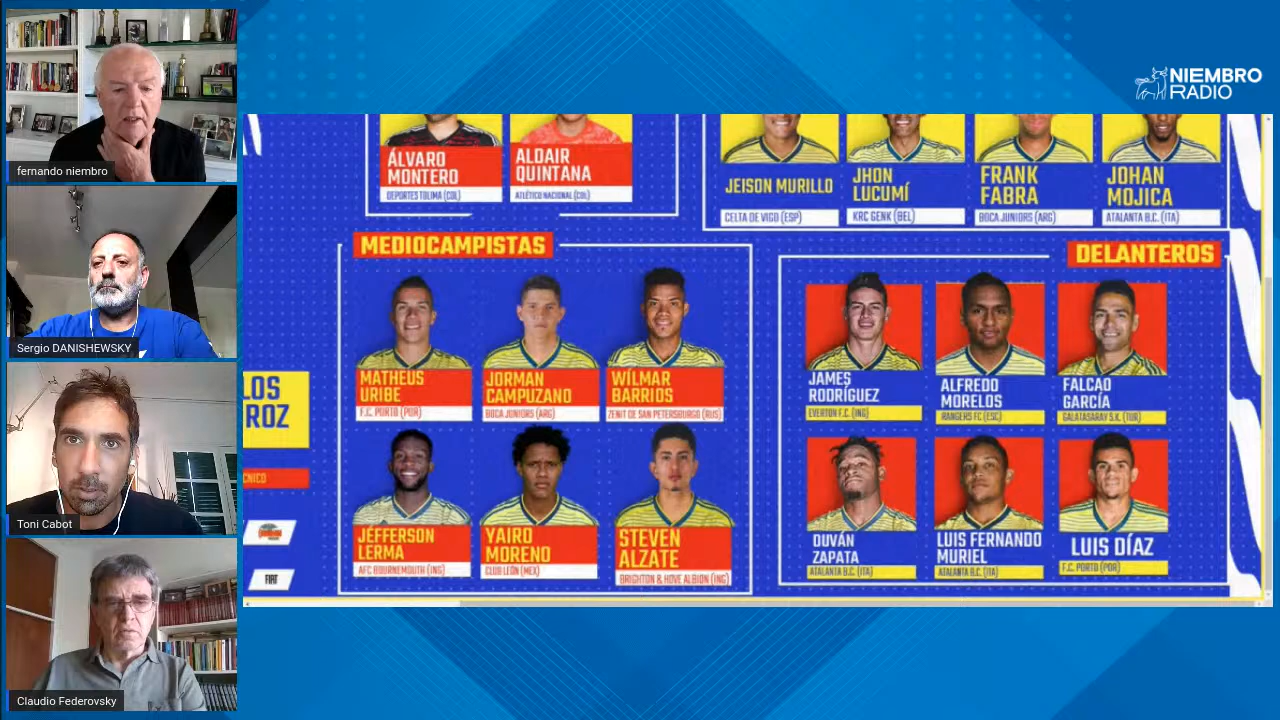 fernando niembro
Sergio DANISHEWSKY
Toni Cabot
Claudio Federovsky
NIEMBRO
RADIO
ÁLVARO
MONTERO
DEPORTES TOLIMA (COL)
ALDAIR
QUINTANA
ATLÉTICO NACIONAL (COL)
JEISON MURILLO
CELTA DE VIGO (ESP)
JHON
LUCUMÍ
KRC GENK (BEL)
FRANK
FABRA
BOCA JUNIORS (ARG)
JOHAN
MOJICA
ATALANTA B.C. (ITA)
MEDIOCAMPISTAS
MATHEUS
URIBE
F.C. PORTO (POR)
JORMAN
CAMPUZANO
BOCA JUNIORS (ARG)
WÍLMAR
BARRIOS
ZENIT DE SAN PETERSBURGO (RUS)
JÉFFERSON
LERMA
AFC BOURNEMOUTH (ING)
YAIRO
MORENO
CLUB LEÓN (MEX)
STEVEN
ALZATE
BRIGHTON & HOVE ALBION (ING)
DELANTEROS
JAMES
RODRÍGUEZ
EVERTON F.C. (ING)
ALFREDO
MORELOS
RANGERS FC (ESC)
FALCAO
GARCÍA
GALATASARAY S.K. (TUR)
DUVÁN
ZAPATA
ATALANTA B.C. (ITA)
LUIS FERNANDO
MURIEL
ATALANTA B.C. (ITA)
LUIS DÍAZ
F.C. PORTO (POR)
LOS
ROZ
CNICO
FIAT